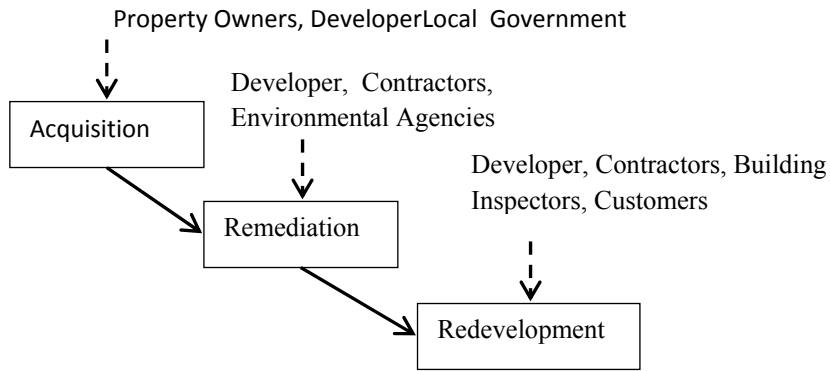 Property Owners, DeveloperLocal Government
Developer, Contractors,
Environmental Agencies
Acquisition
Developer, Contractors, Building
Inspectors, Customers
Remediation
Redevelopment